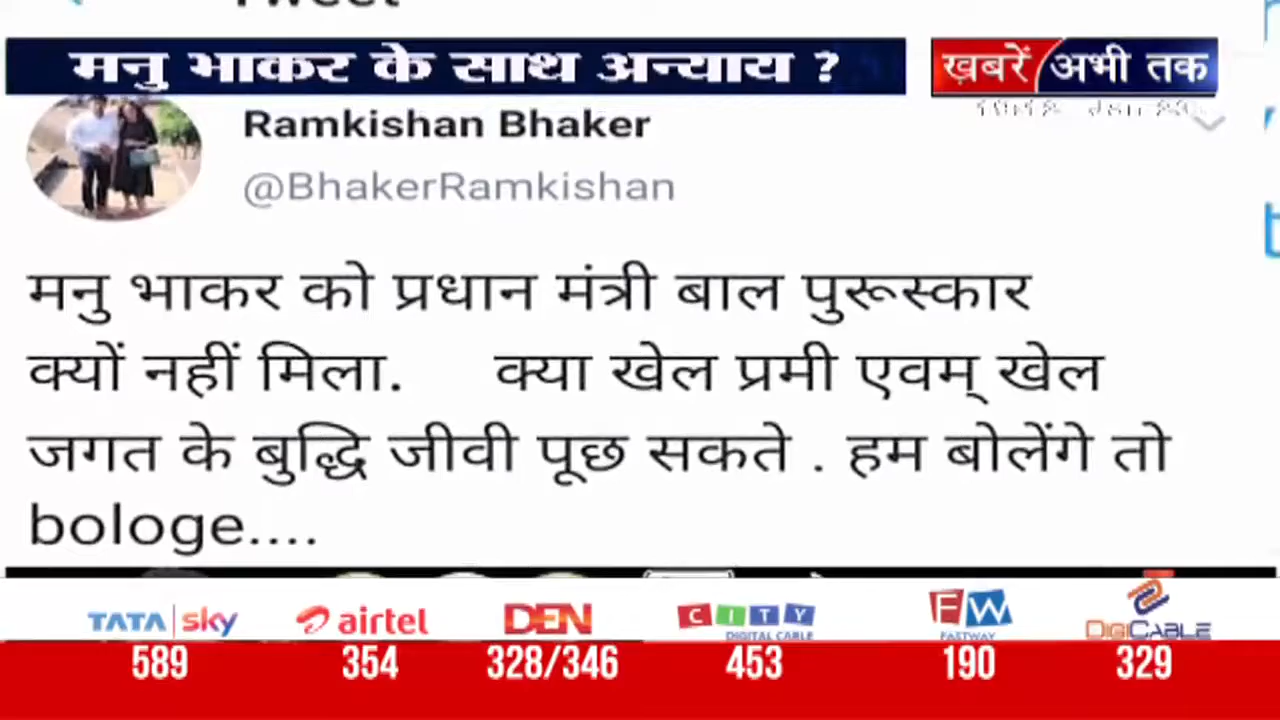 Tweet
मनु भाकर के साथ अन्याय ?
ख़बरें अभी तक
Ramkishan Bhaker
@BhakerRamkishan
मनु भाकर को प्रधान मंत्री बाल पुरूस्कार
क्यों नहीं मिला. क्या खेल प्रमी एवम् खेल
जगत के बुद्धि जीवी पूछ सकते . हम बोलेंगे तो
bologe....
TATA sky airtel DEN CITY FW DIGICABLE
DIGITAL CABLE FASTWAY
589 354 328/346 453 190 329